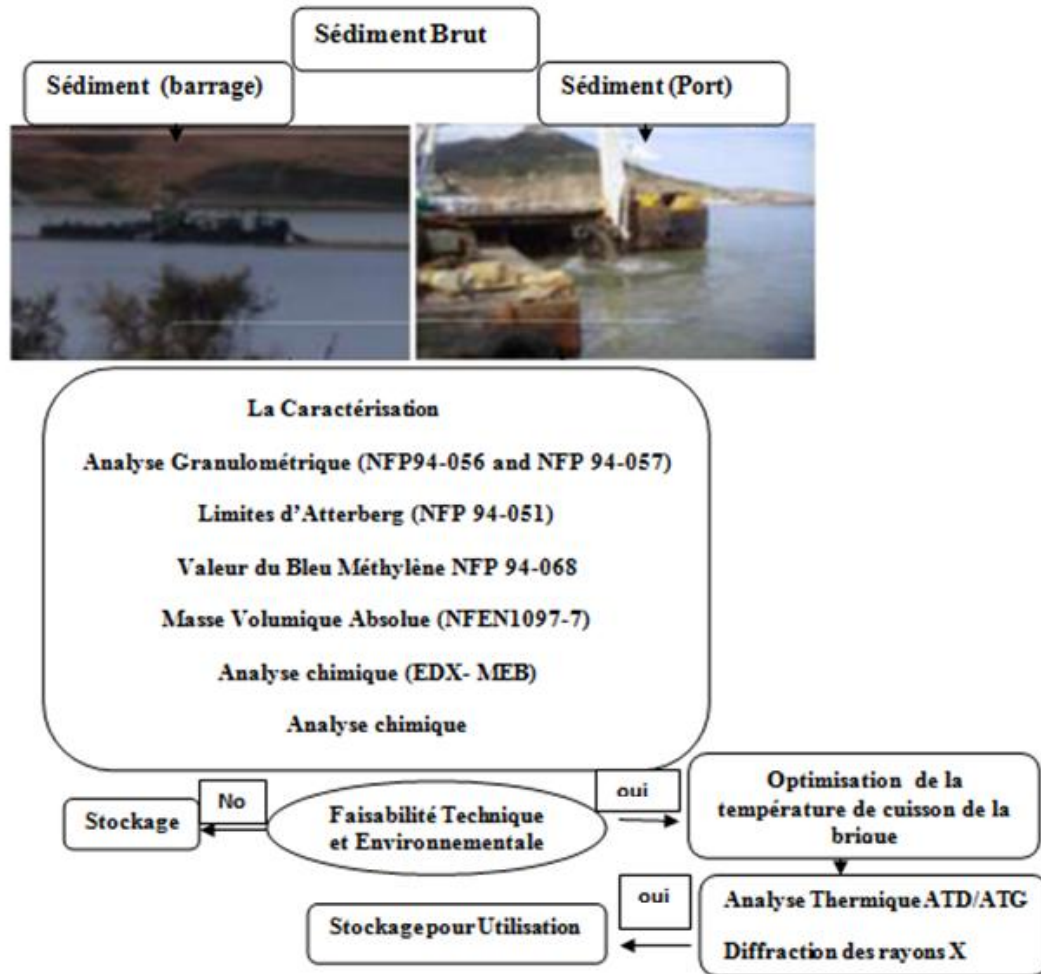 Sédiment Brut
Sédiment (barrage)
Sédiment (Port)
La Caractérisation
Analyse Granulométrique (NFP94-056 and NFP 94-057)
Limites d'Atterberg (NFP 94-051)
Valeur du Bleu Méthylène NFP 94-068
Masse Volumique Absolue (NFEN1097-7)
Analyse chimique (EDX- MEB)
Analyse chimique
No
oui
Stockage
Faisabilité Technique
et Environnementale
Optimisation de la
température de cuisson de la
brique
oui
Stockage pour Utilisation
Analyse Thermique ATD/ATG
Diffraction des rayons X